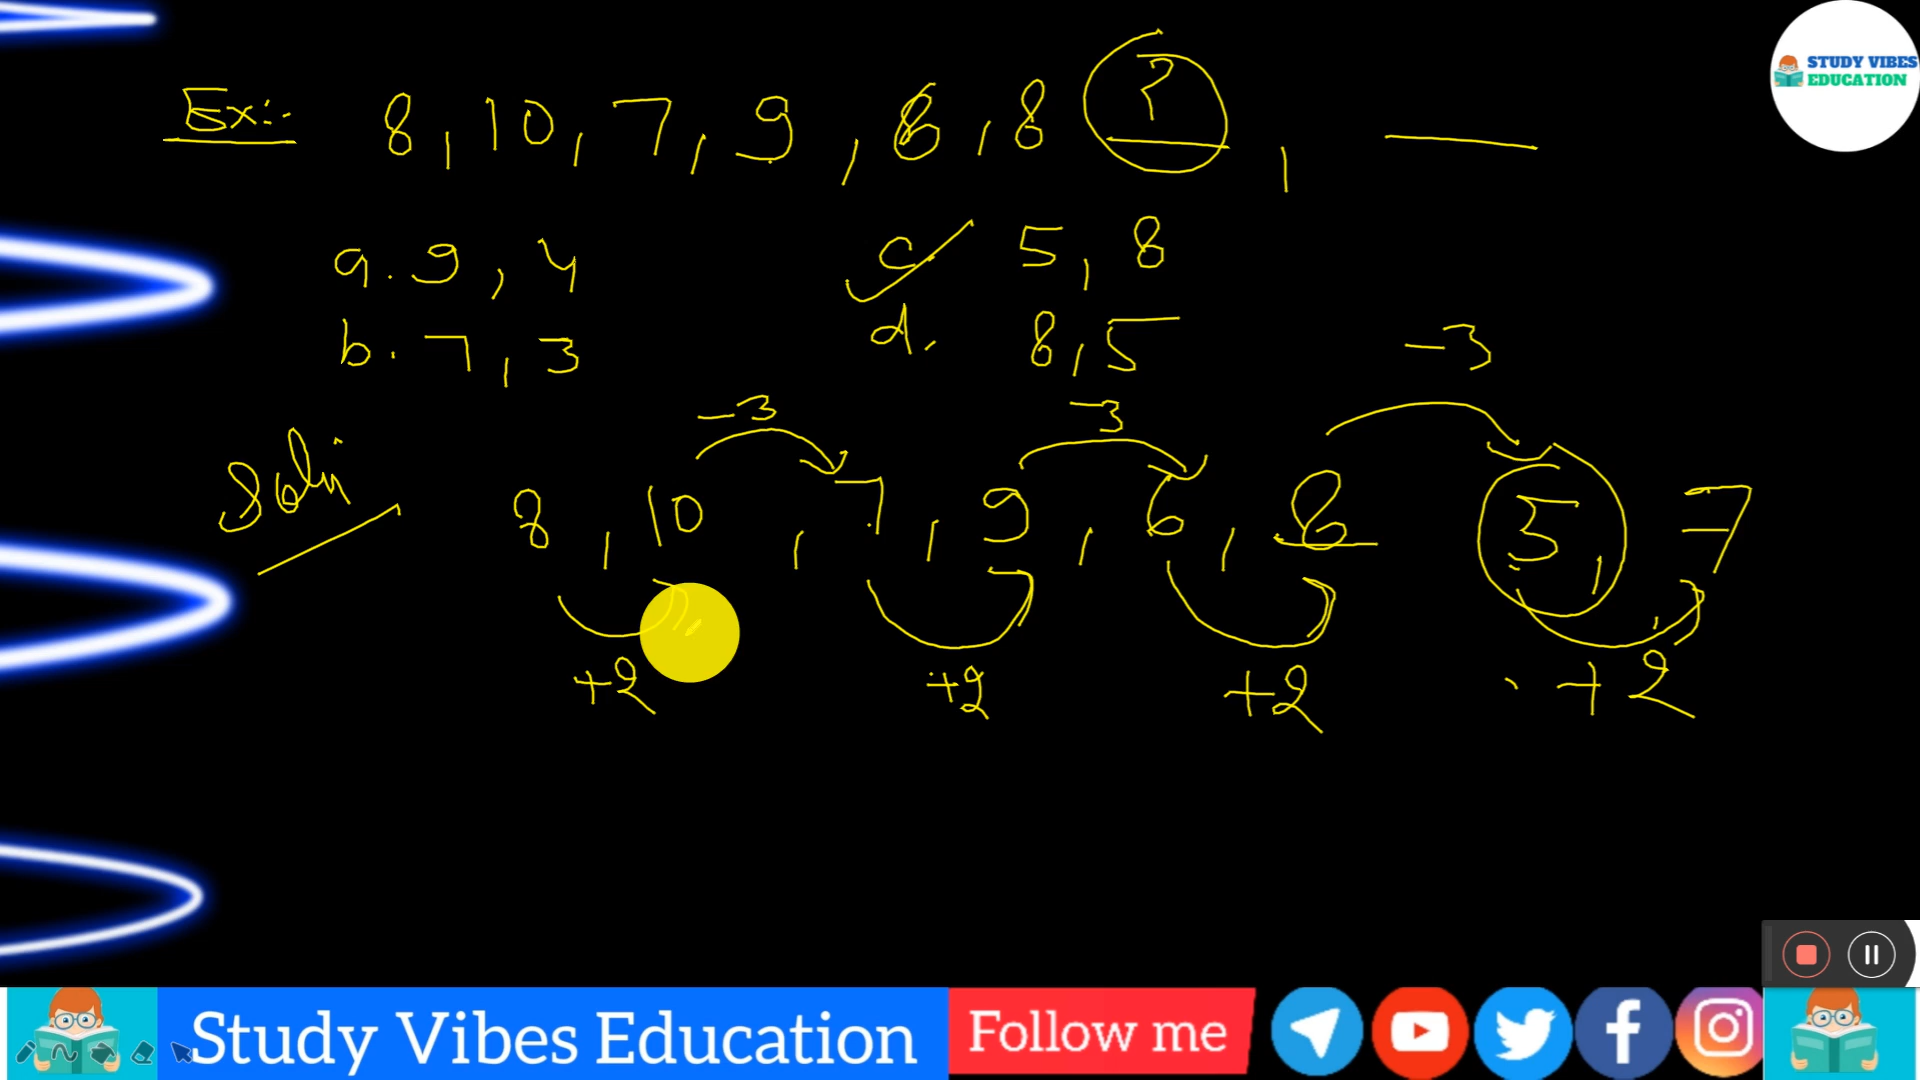 STUDY VIBES
EDUCATION
Ex:- 8, 10, 7, 9, 6, 8 ? , __
a. 9, 4
c. 5, 8
b. 7, 3
d. 8, 5
-3 -3 -3
Soln
8, 10, 7, 9, 6, 8 5, 7
+2 +2 +2 +2
Study Vibes Education Follow me